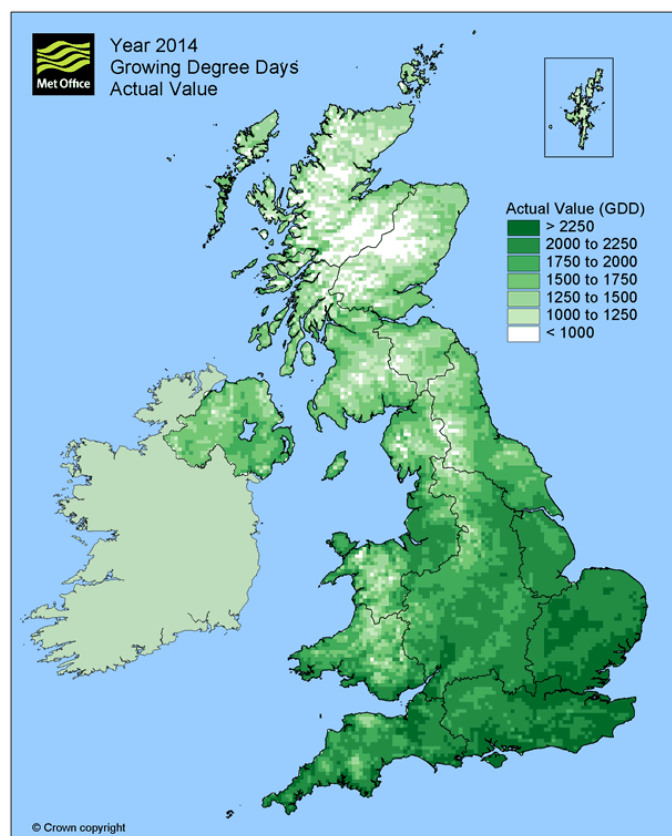 Met Office
Year 2014
Growing Degree Days
Actual Value
Actual Value (GDD)
> 2250
2000 to 2250
1750 to 2000
1500 to 1750
1250 to 1500
1000 to 1250
< 1000
© Crown copyright